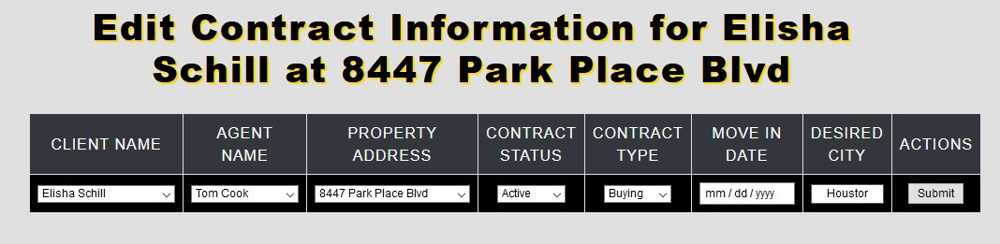 Edit Contract Information for Elisha
Schill at 8447 Park Place Blvd
CLIENT NAME
AGENT
NAME
PROPERTY
ADDRESS
CONTRACT
STATUS
CONTRACT
TYPE
MOVE IN
DATE
DESIRED
CITY
ACTIONS
Elisha Schill
Tom Cook
8447 Park Place Blvd
Active
Buying
mm / dd / yyyy
Houstor
Submit